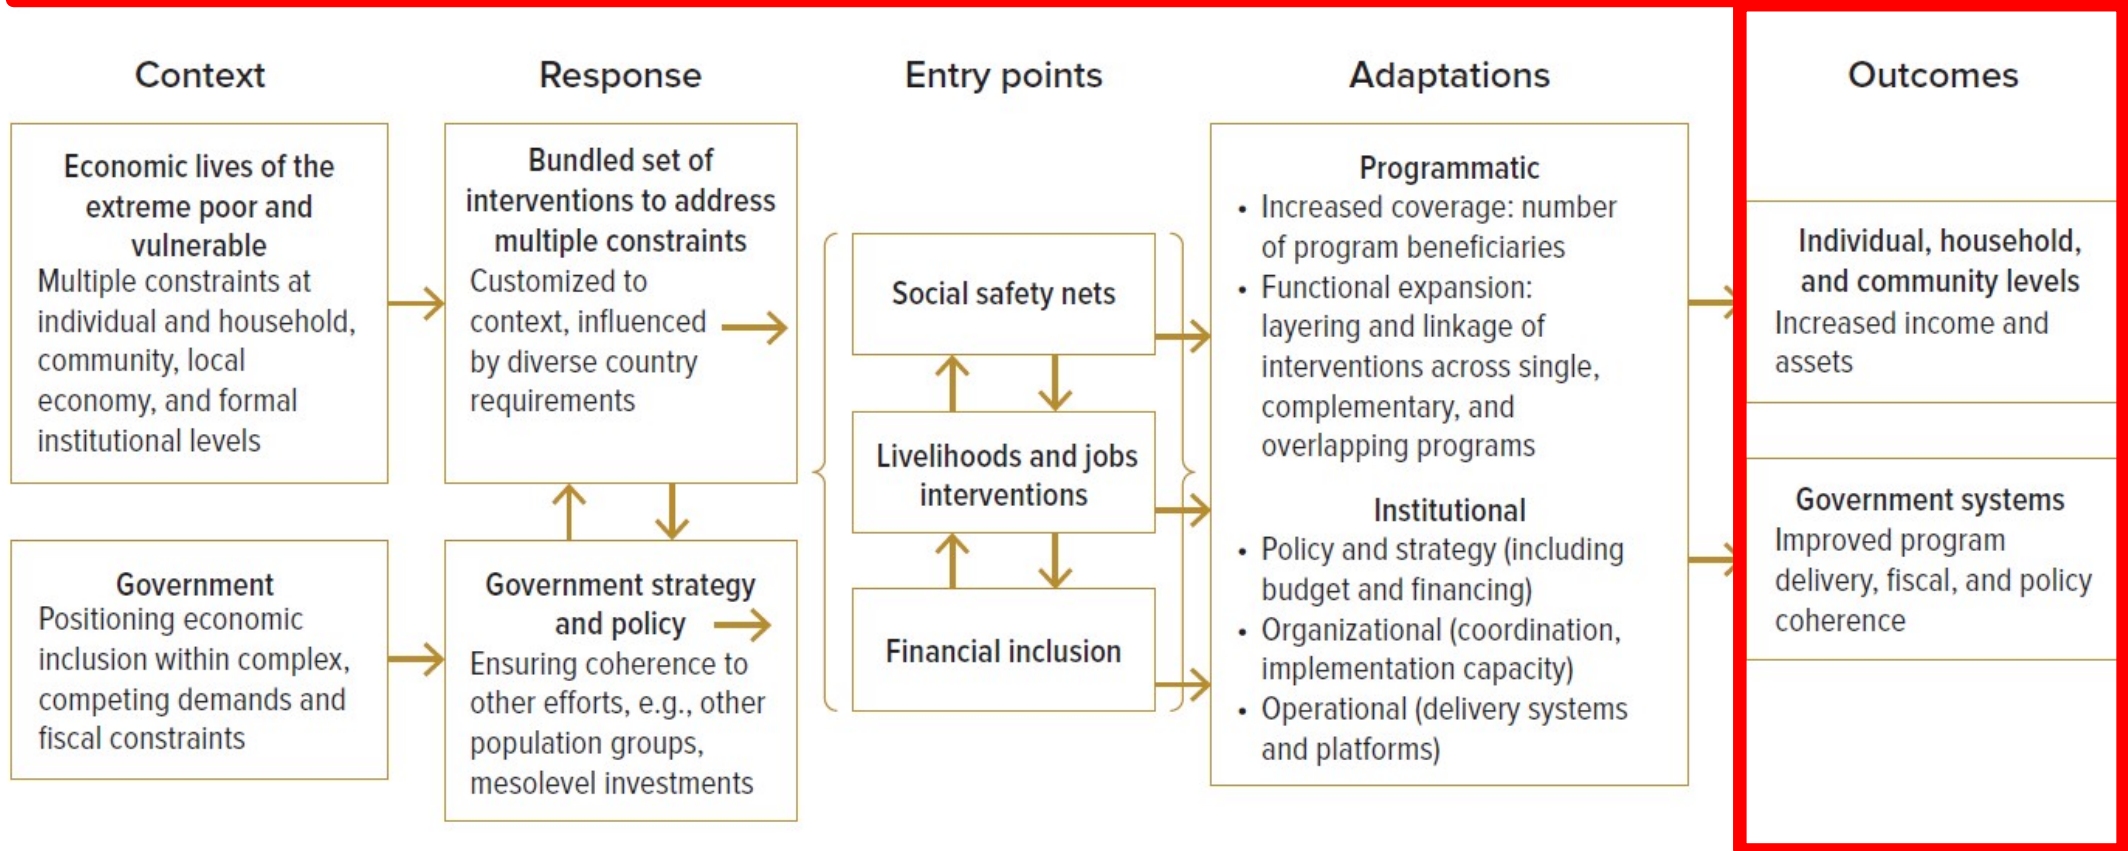 Context
Economic lives of the
extreme poor and
vulnerable
Multiple constraints at
individual and household,
community, local
economy, and formal
institutional levels
Government
Positioning economic
inclusion within complex,
competing demands and
fiscal constraints
Response
Bundled set of
interventions to address
multiple constraints
Customized to
context, influenced
by diverse country
requirements
Government strategy
and policy
Ensuring coherence to
other efforts, e.g., other
population groups,
mesolevel investments
Entry points
Social safety nets
Livelihoods and jobs
interventions
Financial inclusion
Adaptations
Programmatic
• Increased coverage: number
of program beneficiaries
• Functional expansion:
layering and linkage of
interventions across single,
complementary, and
overlapping programs
Institutional
• Policy and strategy (including
budget and financing)
• Organizational (coordination,
implementation capacity)
• Operational (delivery systems
and platforms)
Outcomes
Individual, household,
and community levels
Increased income and
assets
Government systems
Improved program
delivery, fiscal, and policy
coherence